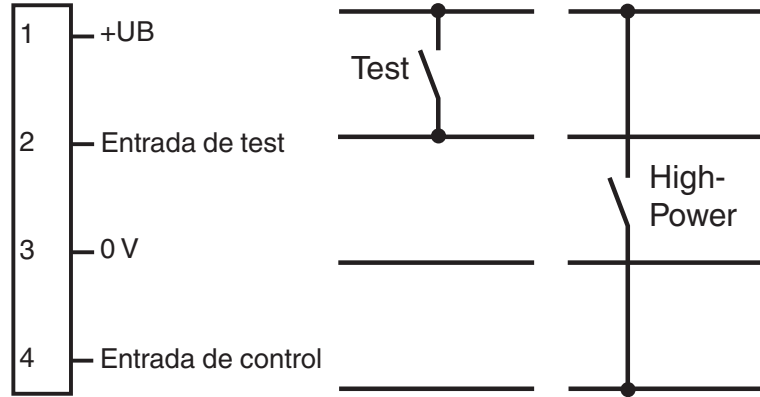 1 +UB
2 Entrada de test
3 0 V
4 Entrada de control
Test
High-
Power